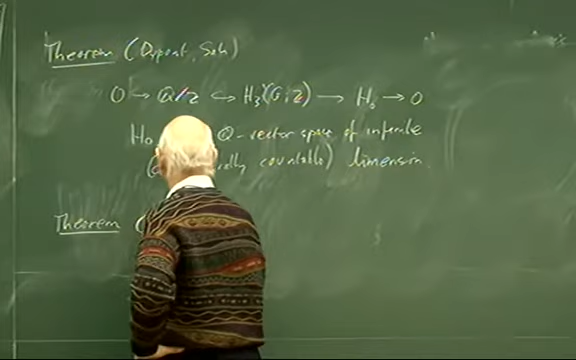 Theorem (Dupont, Sah)
0 → Q/Z ↪ H₃(G; Z) → H₀ → 0
H₀ Q-vector space of infinite
countable) dimension.
Theorem (